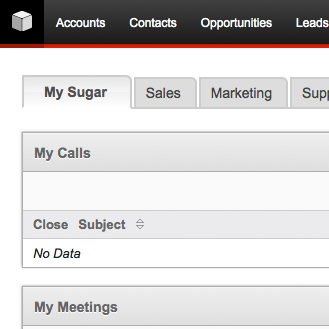 Accounts Contacts Opportunities Leads
My Sugar Sales Marketing Supp
My Calls
Close Subject
No Data
My Meetings